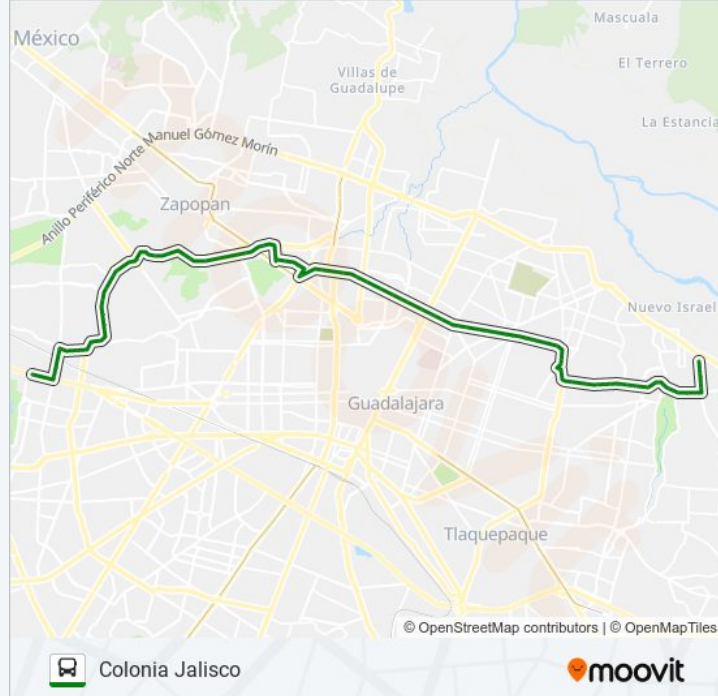 Mascuala
México
El Terrero
Villas de
Guadalupe
La Estancia
Anillo Periférico Norte Manuel Gómez Morín
Zapopan
Nuevo Israel
Guadalajara
Tlaquepaque
© OpenStreetMap contributors | © OpenMapTiles
Colonia Jalisco
moovit